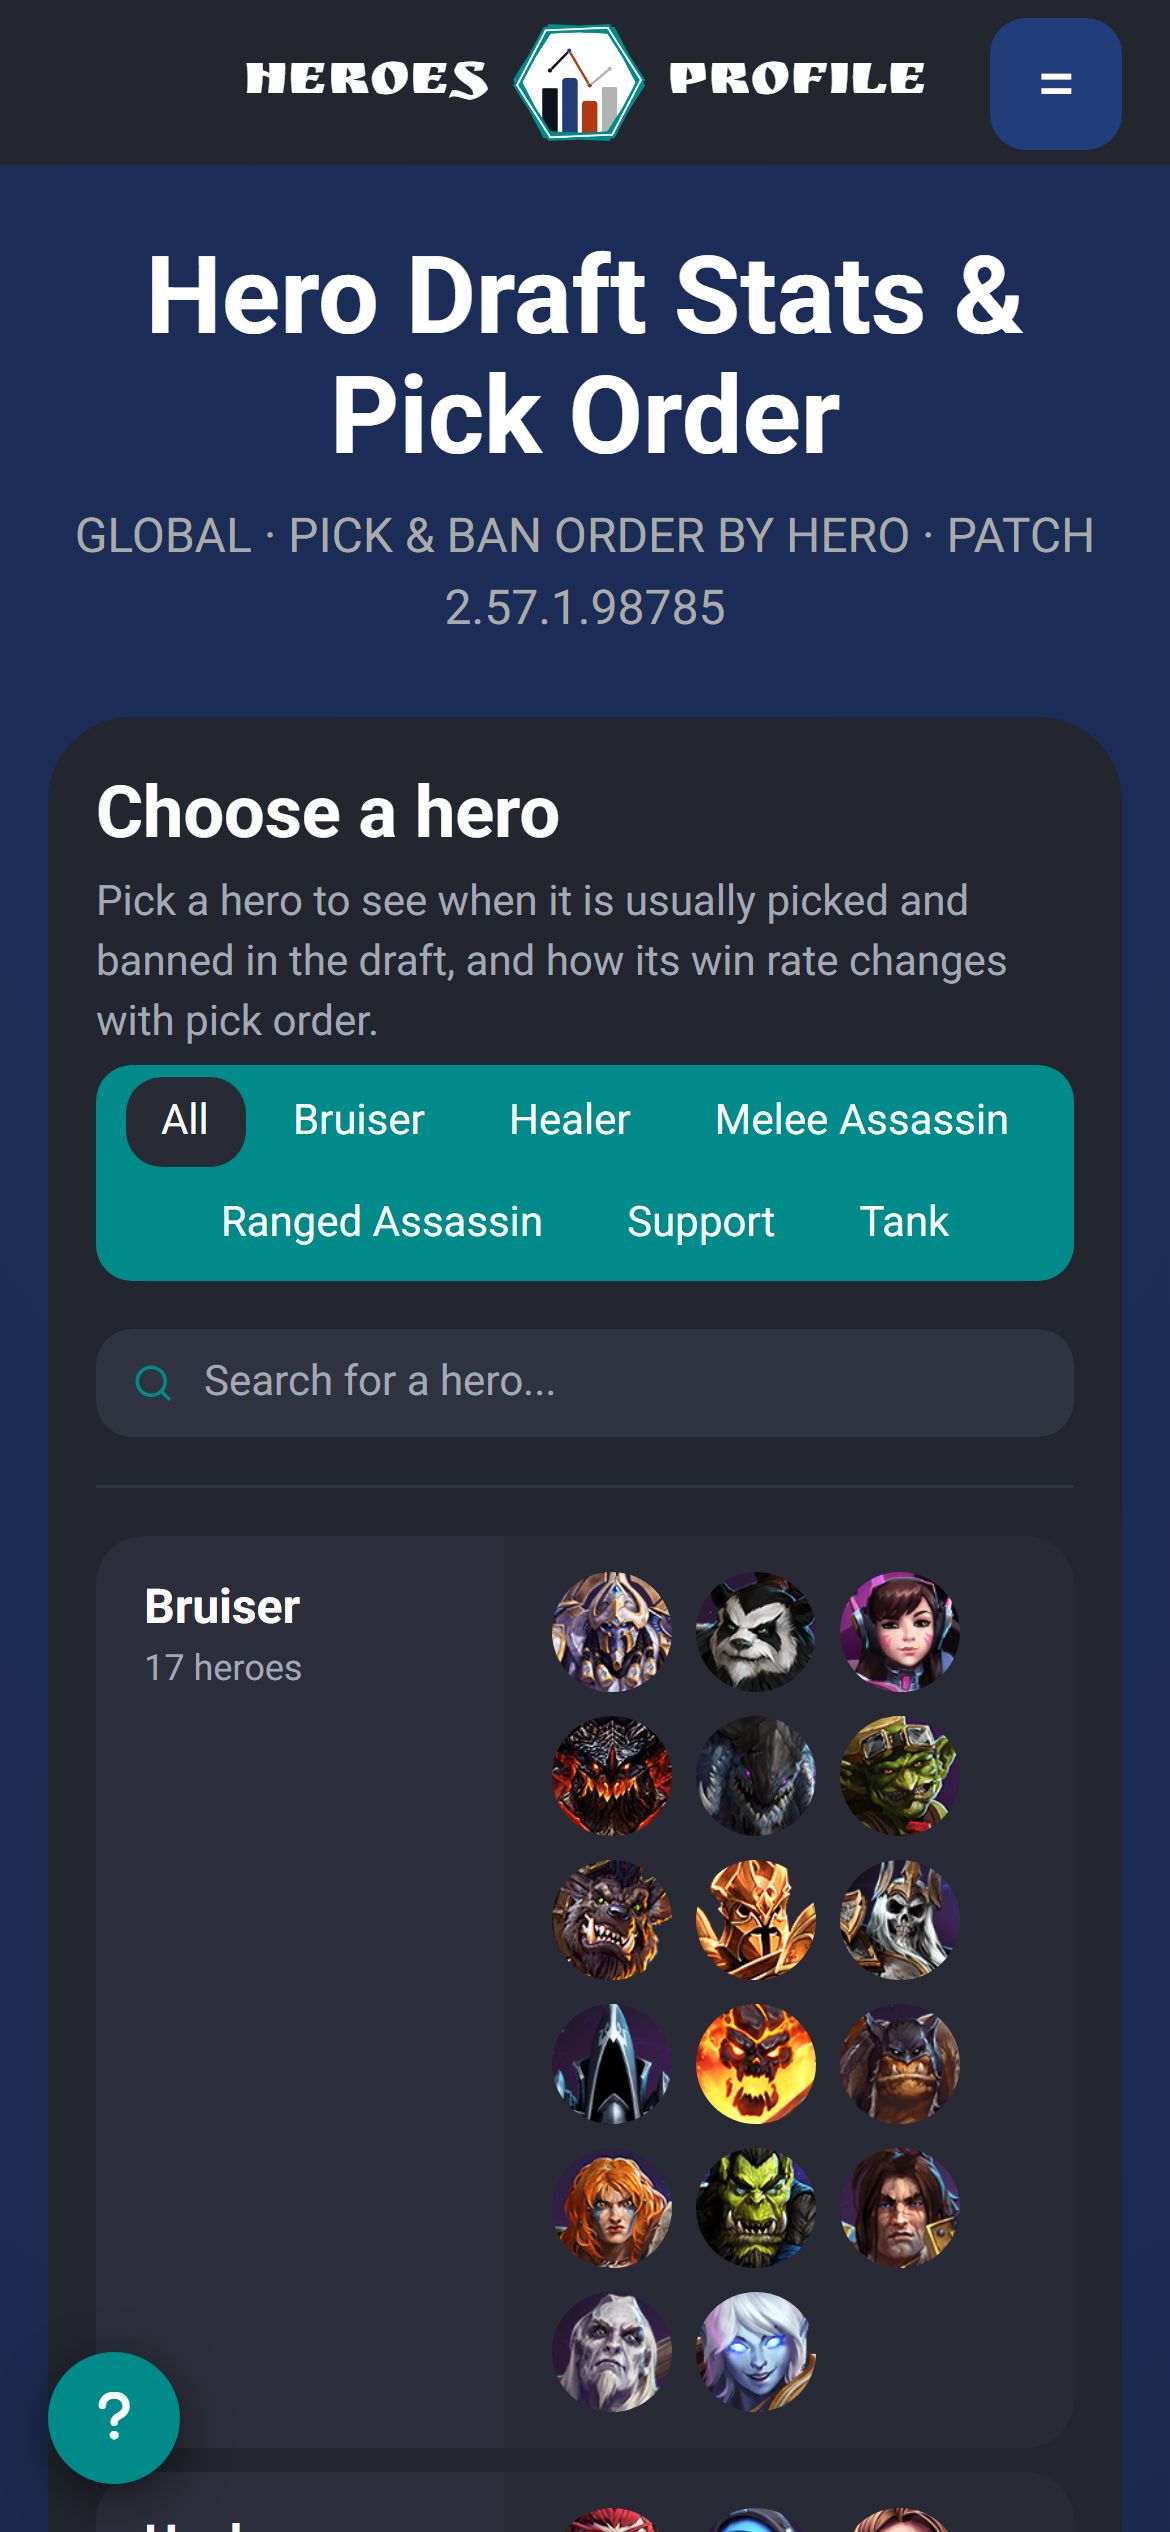 HEROES PROFILE
=
Hero Draft Stats &
Pick Order
GLOBAL · PICK & BAN ORDER BY HERO · PATCH
2.57.1.98785
Choose a hero
Pick a hero to see when it is usually picked and
banned in the draft, and how its win rate changes
with pick order.
All Bruiser Healer Melee Assassin
Ranged Assassin Support Tank
Search for a hero...
Bruiser
17 heroes
?